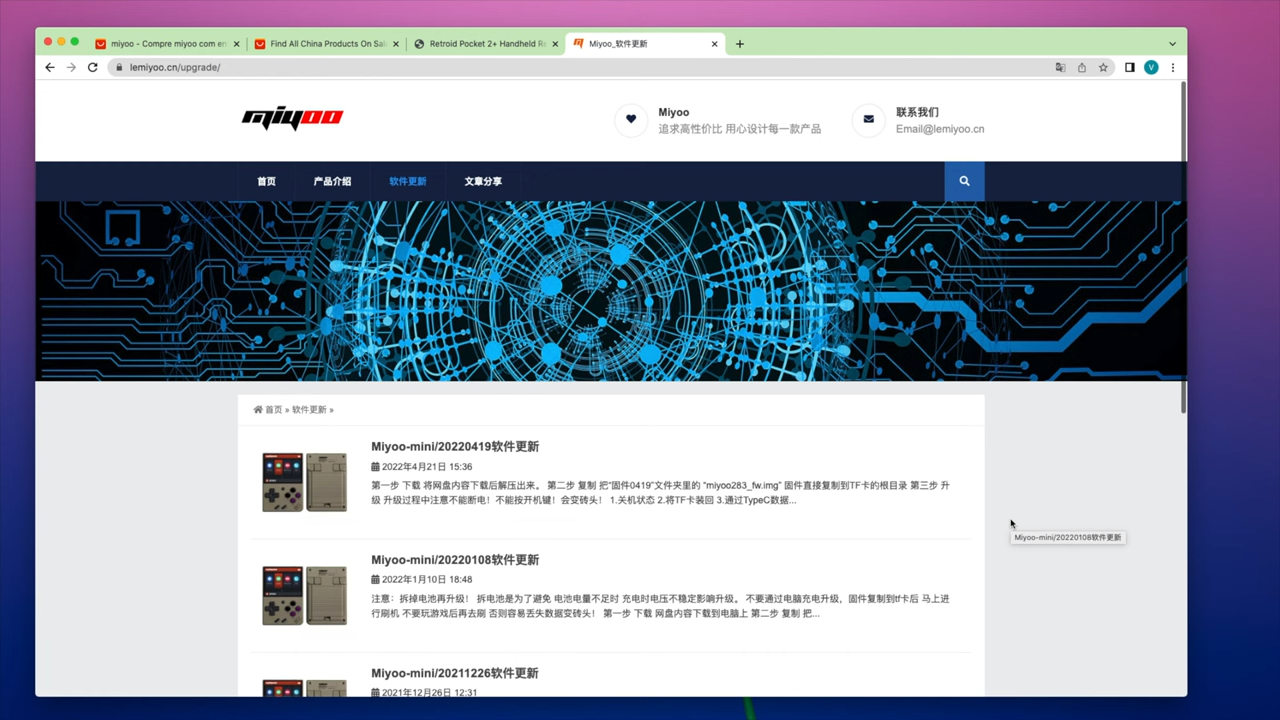 miyoo - Compre miyoo com en
Find All China Products On Sal
Retroid Pocket 2+ Handheld R
Miyoo_软件更新
lemiyoo.cn/upgrade/
V
miyoo
Miyoo
追求高性价比 用心设计每一款产品
联系我们
Email@lemiyoo.cn
首页
产品介绍
软件更新
文章分享
首页 » 软件更新 »
Miyoo-mini/20220419软件更新
2022年4月21日 15:36
第一步 下载 将网盘内容下载后解压出来。 第二步 复制 把“固件0419”文件夹里的 “miyoo283_fw.img” 固件直接复制到TF卡的根目录 第三步 升
级 升级过程中注意不能断电！不能按开机键！会变砖头！ 1.关机状态 2.将TF卡装回 3.通过TypeC数据...
Miyoo-mini/20220108软件更新
2022年1月10日 18:48
注意：拆掉电池再升级！ 拆电池是为了避免 电池电量不足时 充电时电压不稳定影响升级。 不要通过电脑充电升级，固件复制到tf卡后 马上进
行刷机 不要玩游戏后再去刷 否则容易丢失数据变砖头！ 第一步 下载 网盘内容下载到电脑上 第二步 复制 把...
Miyoo-mini/20220108软件更新
Miyoo-mini/20211226软件更新
2021年12月26日 12:31